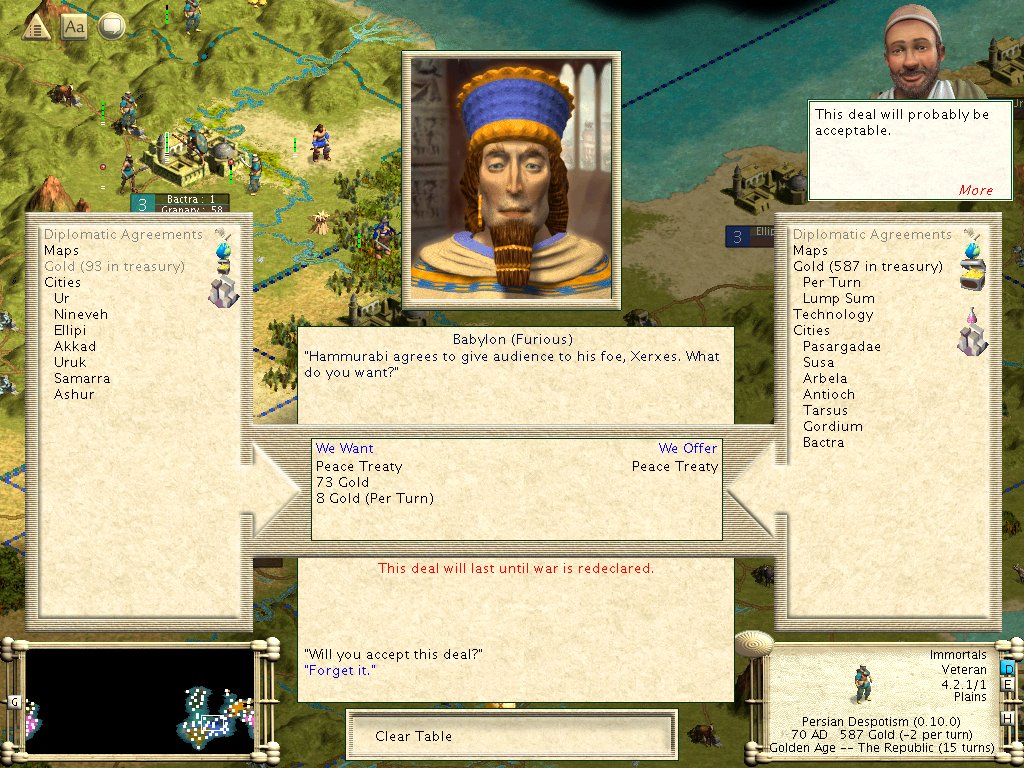 Aa
This deal will probably be
acceptable.
More
3
Bactra : 1
Granary : 58
3
Ellip
Diplomatic Agreements
Maps
Gold (93 in treasury)
Cities
Ur
Nineveh
Ellipi
Akkad
Uruk
Samarra
Ashur
Diplomatic Agreements
Maps
Gold (587 in treasury)
Per Turn
Lump Sum
Technology
Cities
Pasargadae
Susa
Arbela
Antioch
Tarsus
Gordium
Bactra
Babylon (Furious)
"Hammurabi agrees to give audience to his foe, Xerxes. What
do you want?"
We Want
We Offer
Peace Treaty
Peace Treaty
73 Gold
8 Gold (Per Turn)
This deal will last until war is redeclared.
"Will you accept this deal?"
"Forget it."
Clear Table
G
Immortals
Veteran
4.2.1/1
Plains
D
E
H
Persian Despotism (0.10.0)
70 AD 587 Gold (-2 per turn)
Golden Age -- The Republic (15 turns)